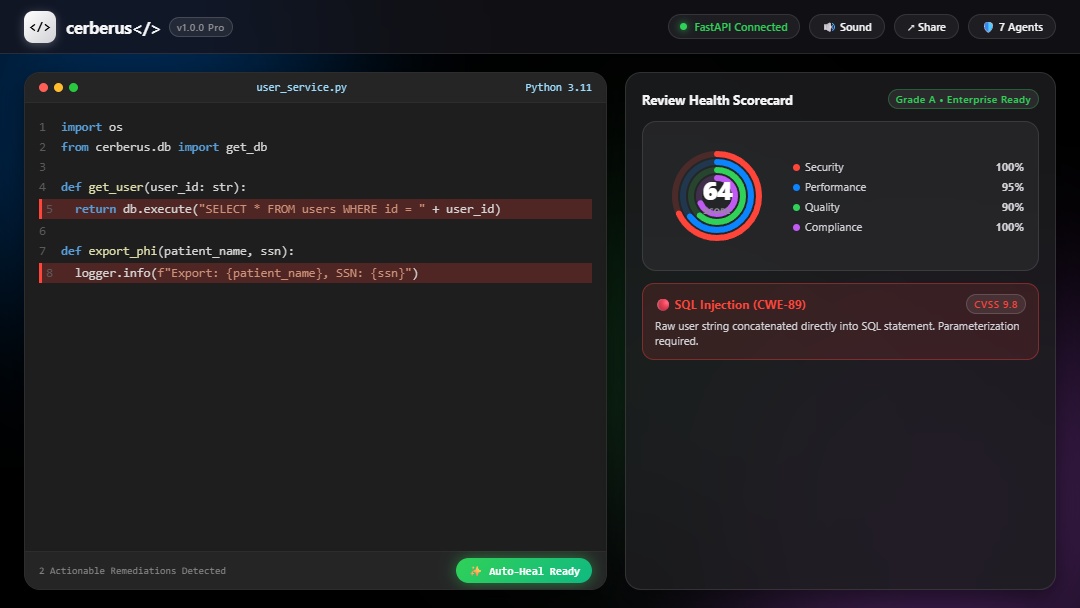 </> cerberus</> v1.0.0 Pro
FastAPI Connected
Sound
↗ Share
7 Agents
user_service.py
Python 3.11
1 import os
2 from cerberus.db import get_db
3
4 def get_user(user_id: str):
5 return db.execute("SELECT * FROM users WHERE id = " + user_id)
6
7 def export_phi(patient_name, ssn):
8 logger.info(f"Export: {patient_name}, SSN: {ssn}")
2 Actionable Remediations Detected
✨ Auto-Heal Ready
Review Health Scorecard
Grade A • Enterprise Ready
64
Security 100%
Performance 95%
Quality 90%
Compliance 100%
SQL Injection (CWE-89)
CVSS 9.8
Raw user string concatenated directly into SQL statement. Parameterization
required.